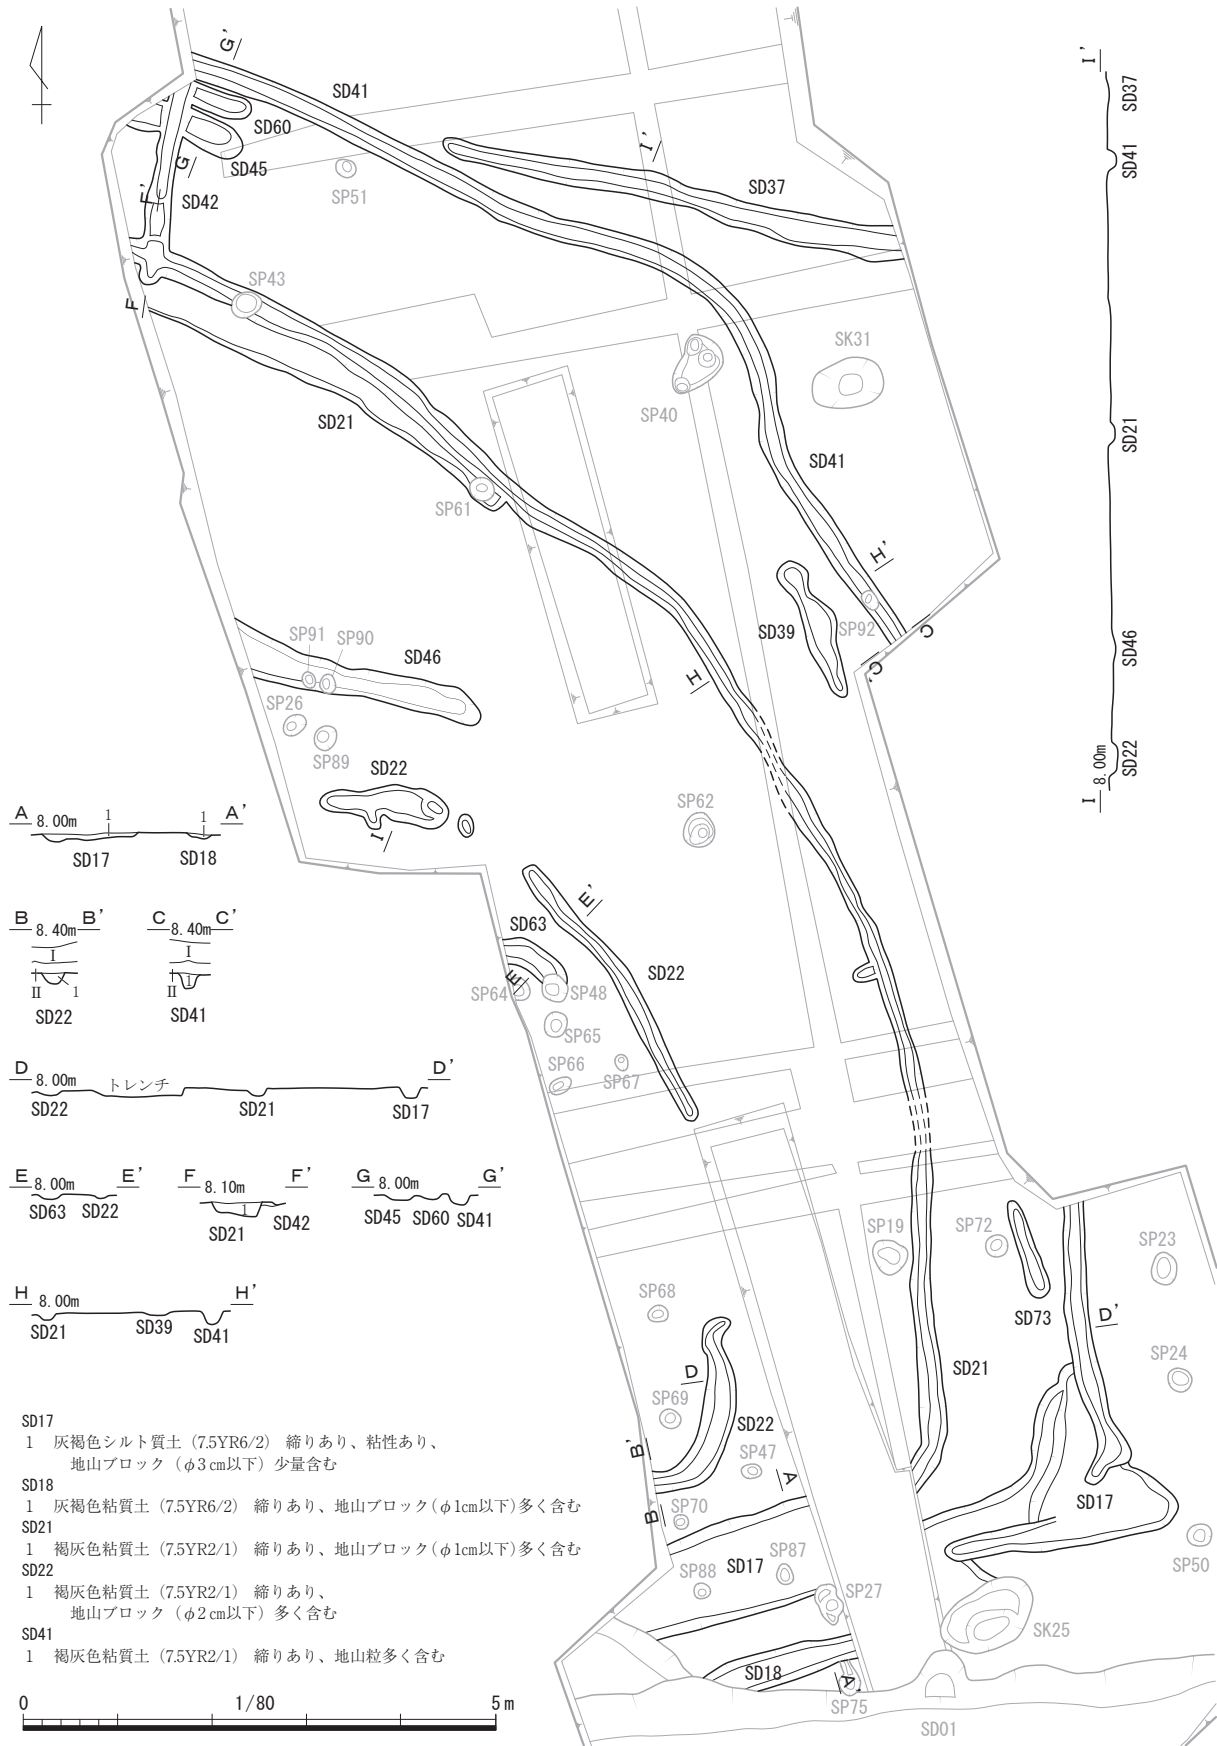 G'
SD41
SD60
SD45
G
SP51
I'
SD37
F'
SD42
SP43
F
SD21
SP40
SK31
SP61
SD41
H'
SP92
SD39
C
C'
H
SP91
SP90
SD46
SP26
SP89
SD22
I
SP62
E'
SD63
SD22
E
SP64
SP48
SP65
SP66
SP67
SP19
SP72
SP23
SD73
D'
SP24
SP68
D
SD21
SP69
SD22
B'
SP47
A
SD17
B
SP70
SP50
SD17
SP87
SP88
SP27
SK25
SD18
A'
SP75
SD01
I'
SD37
SD41
SD21
SD46
SD22
I 8.00m
A 8.00m 1 1 A'
SD17 SD18
B 8.40m B'
I
II 1
SD22
C 8.40m C'
I
II 1
SD41
D 8.00m トレンチ D'
SD22 SD21 SD17
E 8.00m E'
SD63 SD22
F 8.10m F'
1
SD21 SD42
G 8.00m G'
SD45 SD60 SD41
H 8.00m H'
SD21 SD39 SD41
SD17
1 灰褐色シルト質土（7.5YR6/2） 締りあり、粘性あり、
地山ブロック（φ3㎝以下）少量含む
SD18
1 灰褐色粘質土（7.5YR6/2） 締りあり、地山ブロック（φ1㎝以下）多く含む
SD21
1 褐灰色粘質土（7.5YR2/1） 締りあり、地山ブロック（φ1㎝以下）多く含む
SD22
1 褐灰色粘質土（7.5YR2/1） 締りあり、
地山ブロック（φ2㎝以下）多く含む
SD41
1 褐灰色粘質土（7.5YR2/1） 締りあり、地山粒多く含む
0 1/80 5m